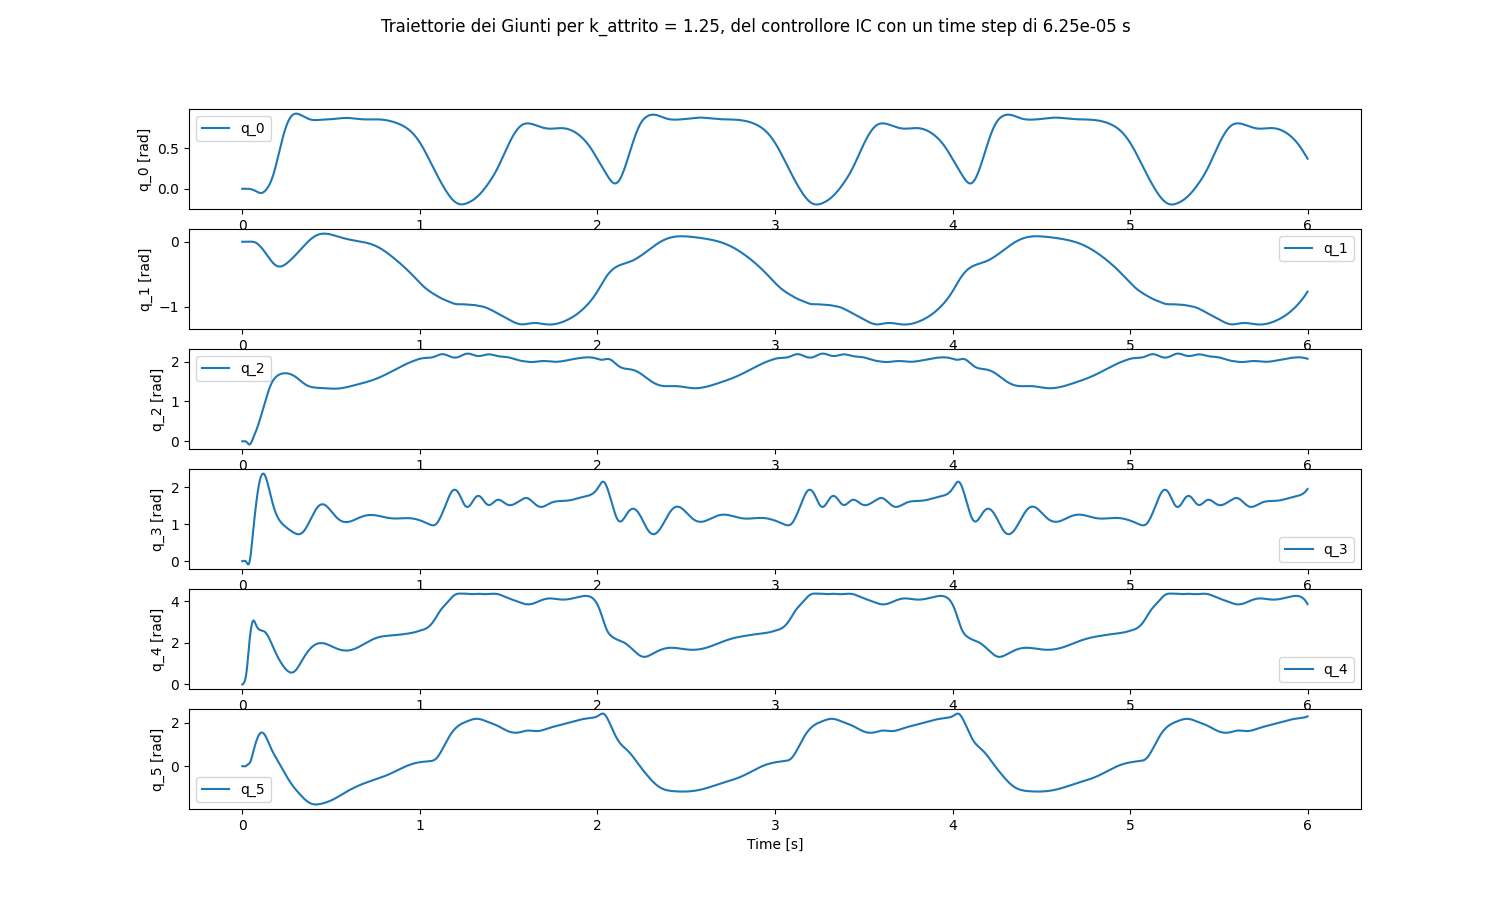 Traiettorie dei Giunti per k_attrito = 1.25, del controllore IC con un time step di 6.25e-05 s
q_0 [rad]
0.5
0.0
q_0
0 1 2 3 4 5 6
q_1 [rad]
0
−1
q_1
0 1 2 3 4 5 6
q_2 [rad]
2
1
0
q_2
0 1 2 3 4 5 6
q_3 [rad]
2
1
0
q_3
0 1 2 3 4 5 6
q_4 [rad]
4
2
0
q_4
0 1 2 3 4 5 6
q_5 [rad]
2
0
q_5
0 1 2 3 4 5 6
Time [s]